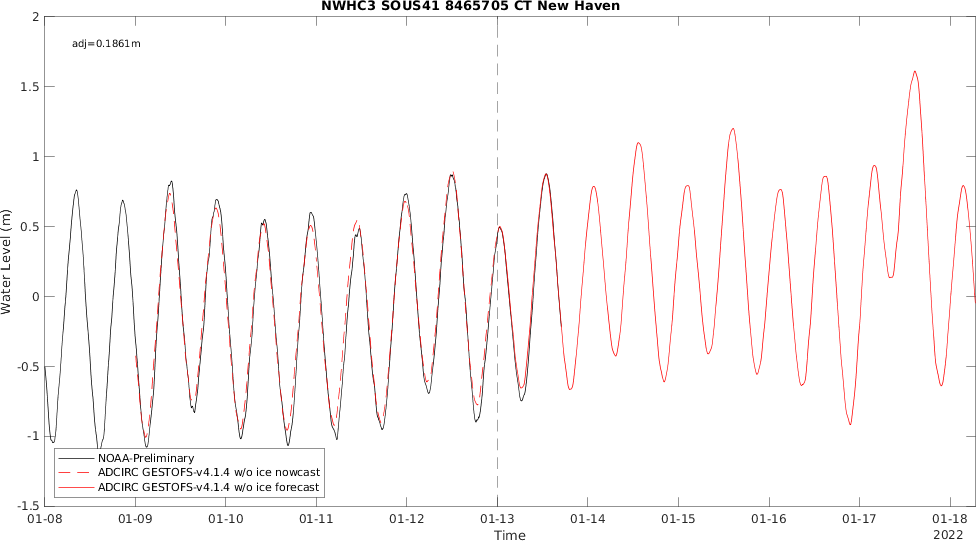 NWHC3 SOUS41 8465705 CT New Haven
adj=0.1861m
2
1.5
1
0.5
0
-0.5
-1
-1.5
Water Level (m)
NOAA-Preliminary
ADCIRC GESTOFS-v4.1.4 w/o ice nowcast
ADCIRC GESTOFS-v4.1.4 w/o ice forecast
01-08 01-09 01-10 01-11 01-12 01-13 01-14 01-15 01-16 01-17 01-18
Time
2022